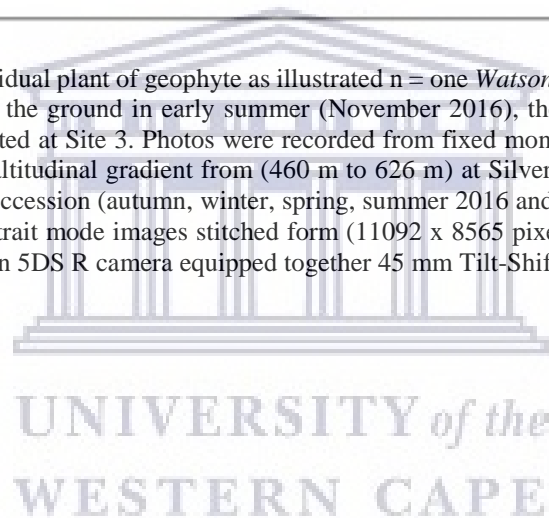 vidual plant of geophyte as illustrated n = one Watson
the ground in early summer (November 2016), th
ted at Site 3. Photos were recorded from fixed mon
altitudinal gradient from (460 m to 626 m) at Silver
ccession (autumn, winter, spring, summer 2016 and
trait mode images stitched form (11092 x 8565 pixe
n 5DS R camera equipped together 45 mm Tilt-Shif
UNIVERSITY of the
WESTERN CAPE